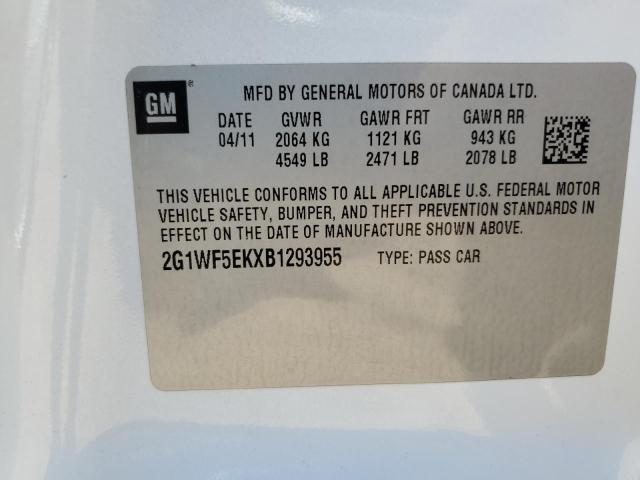 GM
®
MFD BY GENERAL MOTORS OF CANADA LTD.
DATE GVWR GAWR FRT GAWR RR
04/11 2064 KG 1121 KG 943 KG
4549 LB 2471 LB 2078 LB
THIS VEHICLE CONFORMS TO ALL APPLICABLE U.S. FEDERAL MOTOR
VEHICLE SAFETY, BUMPER, AND THEFT PREVENTION STANDARDS IN
EFFECT ON THE DATE OF MANUFACTURE SHOWN ABOVE.
2G1WF5EKXB1293955 TYPE: PASS CAR